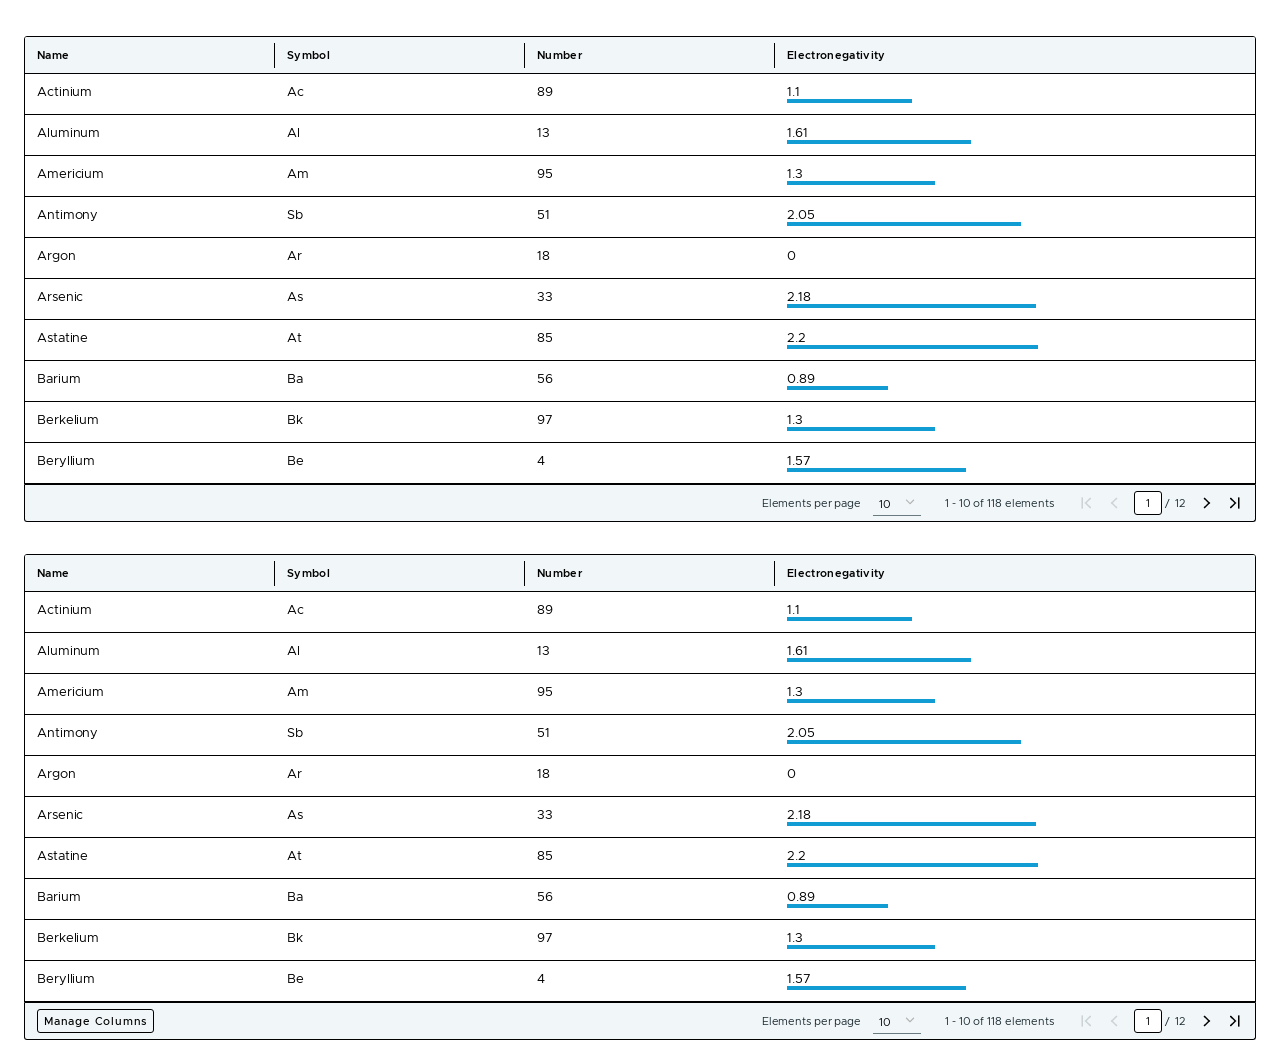 Name Symbol Number Electronegativity
Actinium Ac 89 1.1
Aluminum Al 13 1.61
Americium Am 95 1.3
Antimony Sb 51 2.05
Argon Ar 18 0
Arsenic As 33 2.18
Astatine At 85 2.2
Barium Ba 56 0.89
Berkelium Bk 97 1.3
Beryllium Be 4 1.57
Elements per page 10 1 - 10 of 118 elements 1 / 12
Name Symbol Number Electronegativity
Actinium Ac 89 1.1
Aluminum Al 13 1.61
Americium Am 95 1.3
Antimony Sb 51 2.05
Argon Ar 18 0
Arsenic As 33 2.18
Astatine At 85 2.2
Barium Ba 56 0.89
Berkelium Bk 97 1.3
Beryllium Be 4 1.57
Manage Columns Elements per page 10 1 - 10 of 118 elements 1 / 12